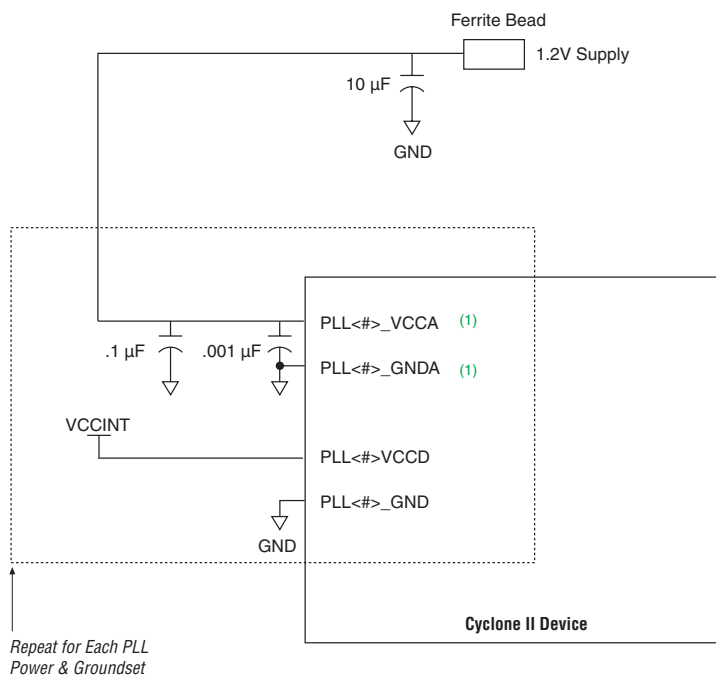 Ferrite Bead
1.2V Supply
10 µF
GND
PLL<#>_VCCA (1)
.1 µF
.001 µF
PLL<#>_GNDA (1)
VCCINT
PLL<#>VCCD
PLL<#>_GND
GND
Cyclone II Device
Repeat for Each PLL
Power & Groundset